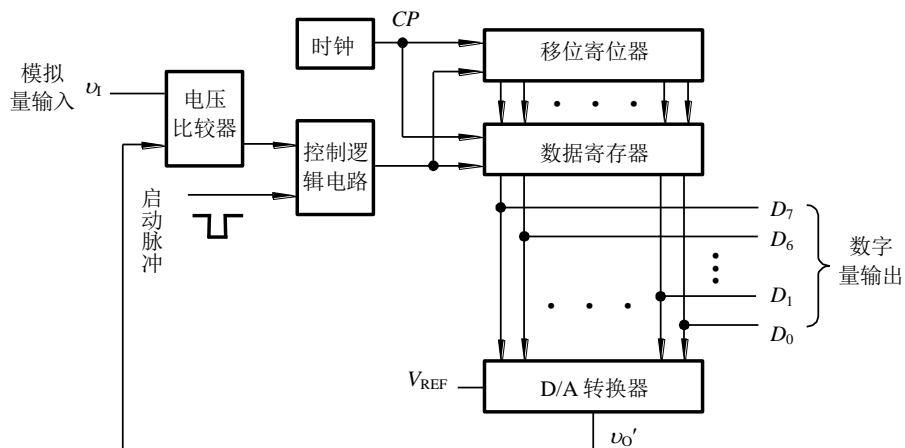 时钟
CP
移位寄位器
模拟
量输入
υI
电压
比较器
控制逻
辑电路
数据寄存器
启动脉冲
D7
D6
数字
量输出
D1
D0
VREF
D/A 转换器
υO′